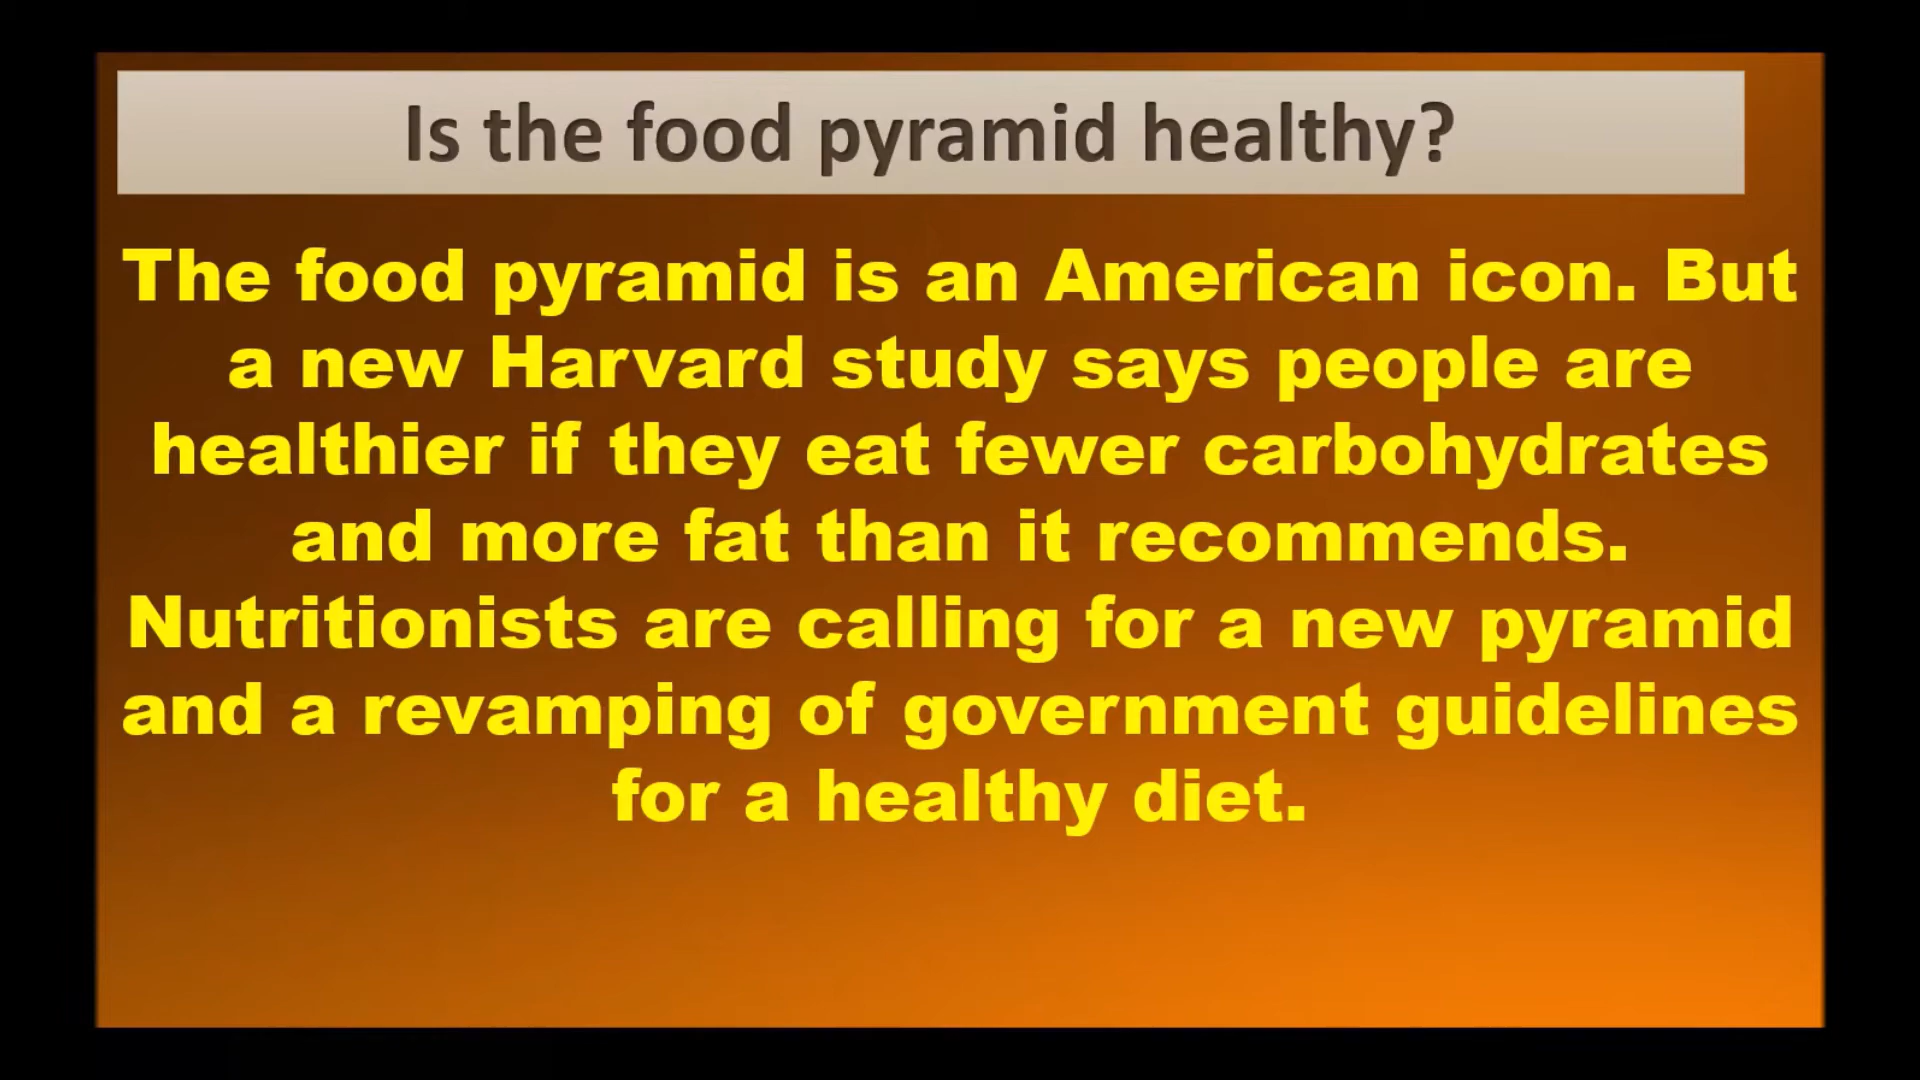 Is the food pyramid healthy?
The food pyramid is an American icon. But
a new Harvard study says people are
healthier if they eat fewer carbohydrates
and more fat than it recommends.
Nutritionists are calling for a new pyramid
and a revamping of government guidelines
for a healthy diet.